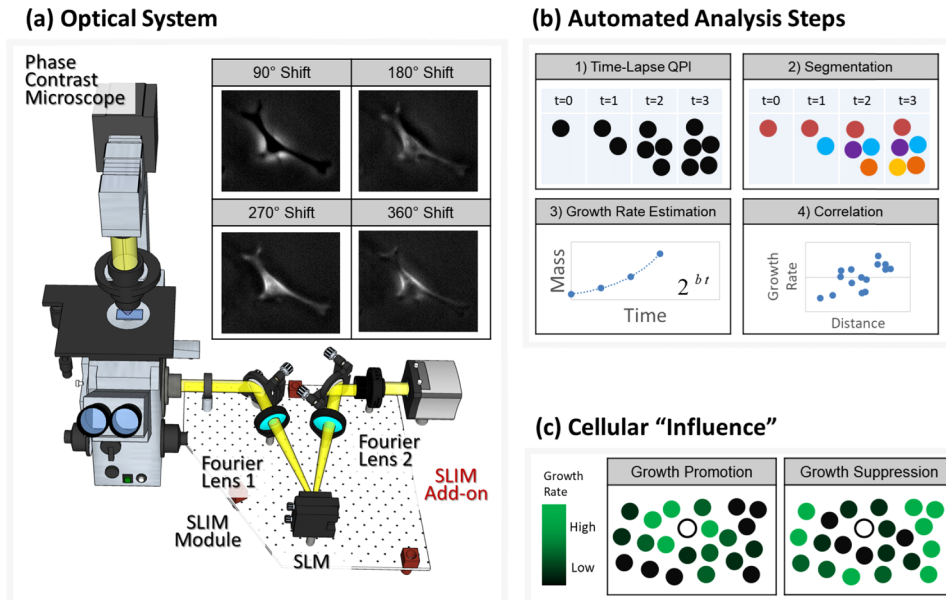 (a) Optical System
Phase
Contrast
Microscope
90° Shift
180° Shift
270° Shift
360° Shift
Fourier
Lens 1
Fourier
Lens 2
SLIM
Add-on
SLIM
Module
SLM
(b) Automated Analysis Steps
1) Time-Lapse QPI
t=0
t=1
t=2
t=3
2) Segmentation
t=0
t=1
t=2
t=3
3) Growth Rate Estimation
Mass
2^{bt}
Time
4) Correlation
Growth
Rate
Distance
(c) Cellular “Influence”
Growth
Rate
High
Low
Growth Promotion
Growth Suppression